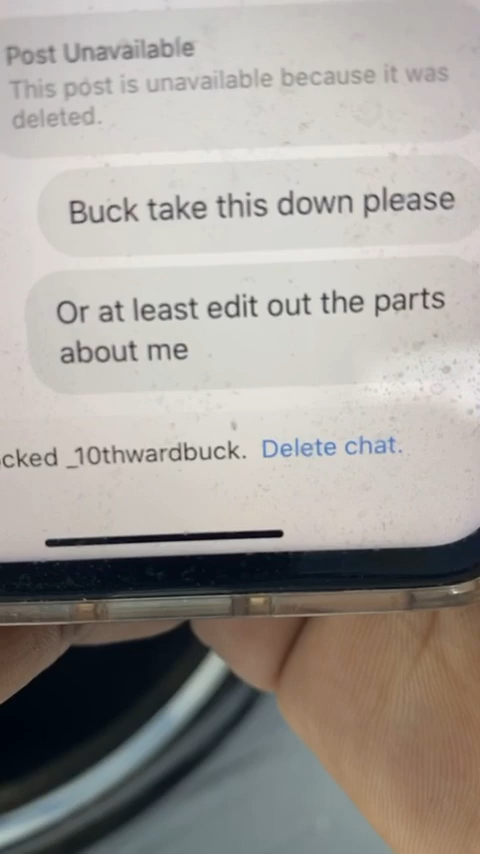 Post Unavailable
This post is unavailable because it was
deleted.
Buck take this down please
Or at least edit out the parts
about me
cked _10thwardbuck. Delete chat.